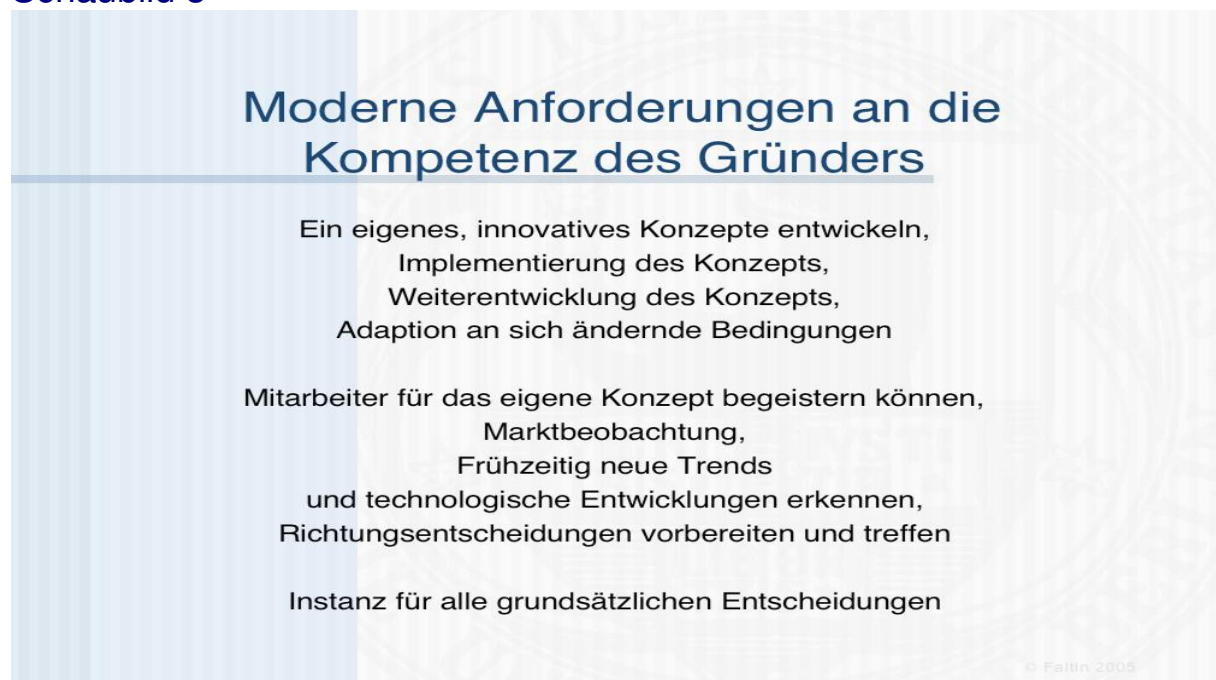 Moderne Anforderungen an die
Kompetenz des Gründers
Ein eigenes, innovatives Konzepte entwickeln,
Implementierung des Konzepts,
Weiterentwicklung des Konzepts,
Adaption an sich ändernde Bedingungen
Mitarbeiter für das eigene Konzept begeistern können,
Marktbeobachtung,
Frühzeitig neue Trends
und technologische Entwicklungen erkennen,
Richtungsentscheidungen vorbereiten und treffen
Instanz für alle grundsätzlichen Entscheidungen
© Faltin 2005